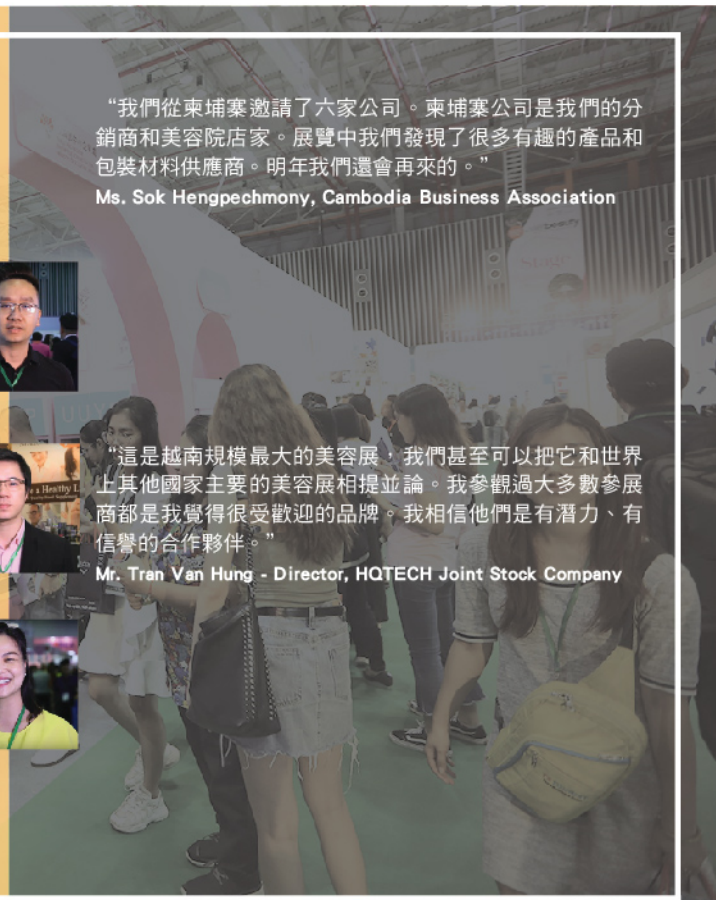 “我們從柬埔寨邀請了六家公司。柬埔寨公司是我們的分
銷商和美容院店家。展覽中我們發現了很多有趣的產品和
包裝材料供應商。明年我們還會再來的。”
Ms. Sok Hengpechmony, Cambodia Business Association
“這是越南規模最大的美容展，我們甚至可以把它和世界
上其他國家主要的美容展相提並論。我參觀過大多數參展
商都是我覺得很受歡迎的品牌。我相信他們是有潛力、有
信譽的合作夥伴。”
Mr. Tran Van Hung - Director, HQTECH Joint Stock Company